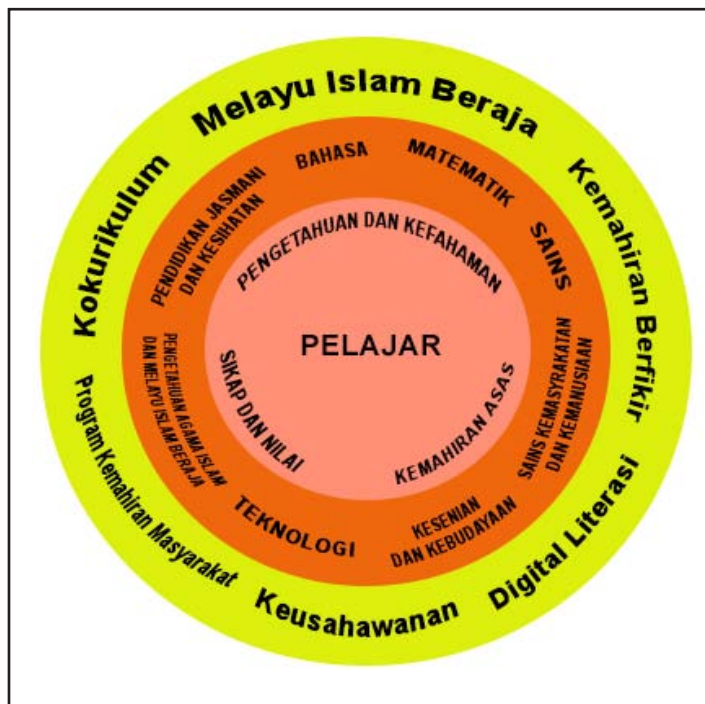 Melayu Islam Beraja
Kemahiran Berfikir
Digital Literasi
Keusahawanan
Program Kemahiran Masyarakat
Kokurikulum
BAHASA
MATEMATIK
SAINS
SAINS KEMASYRAKATAN
DAN KEMANUSIAAN
KESENIAN
DAN KEBUDAYAAN
TEKNOLOGI
PENGETAHUAN AGAMA ISLAM
DAN MELAYU ISLAM BERAJA
PENDIDIKAN JASMANI
DAN KESIHATAN
PENGETAHUAN DAN KEFAHAMAN
KEMAHIRAN ASAS
SIKAP DAN NILAI
PELAJAR